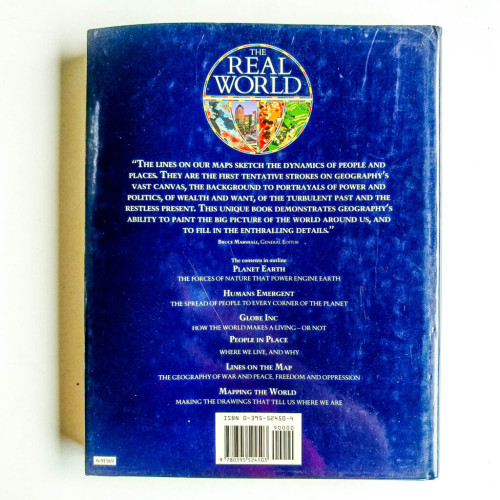 THE
REAL
WORLD
"THE LINES ON OUR MAPS SKETCH THE DYNAMICS OF PEOPLE AND
PLACES. THEY ARE THE FIRST TENTATIVE STROKES ON GEOGRAPHY'S
VAST CANVAS, THE BACKGROUND TO PORTRAYALS OF POWER AND
POLITICS, OF WEALTH AND WANT, OF THE TURBULENT PAST AND THE
RESTLESS PRESENT. THIS UNIQUE BOOK DEMONSTRATES GEOGRAPHY'S
ABILITY TO PAINT THE BIG PICTURE OF THE WORLD AROUND US, AND
TO FILL IN THE ENTHRALLING DETAILS."
BRUCE MARSHALL, GENERAL EDITOR
The contents in outline
PLANET EARTH
THE FORCES OF NATURE THAT POWER ENGINE EARTH
HUMANS EMERGENT
THE SPREAD OF PEOPLE TO EVERY CORNER OF THE PLANET
GLOBE INC
HOW THE WORLD MAKES A LIVING – OR NOT
PEOPLE IN PLACE
WHERE WE LIVE, AND WHY
LINES ON THE MAP
THE GEOGRAPHY OF WAR AND PEACE, FREEDOM AND OPPRESSION
MAPPING THE WORLD
MAKING THE DRAWINGS THAT TELL US WHERE WE ARE
ISBN 0-395-52450-4
90000
9 780395 524503